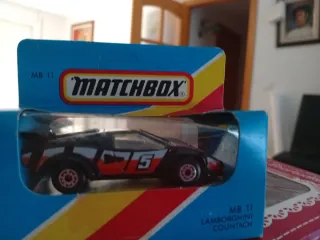 MB 11
MATCHBOX
5
MB 11
LAMBORGHINI
COUNTACH